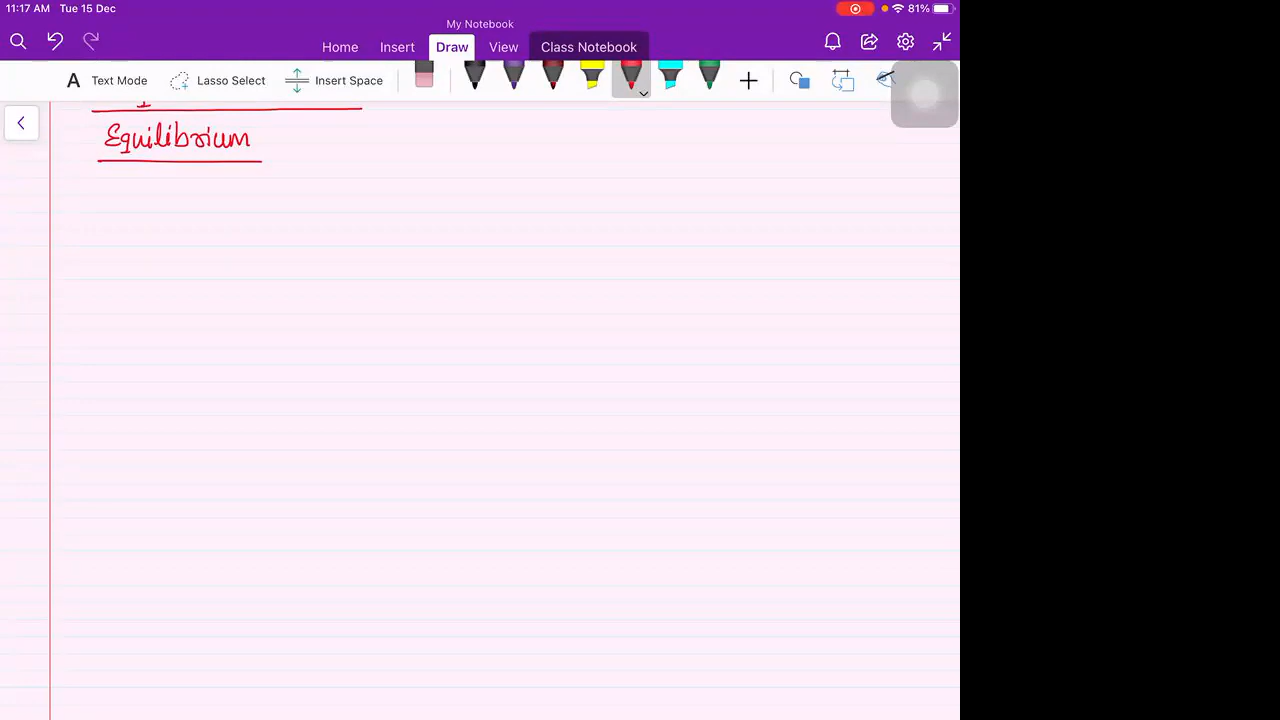 11:17 AM Tue 15 Dec 81%
My Notebook
Home Insert Draw View Class Notebook
A Text Mode Lasso Select Insert Space
Equilibrium